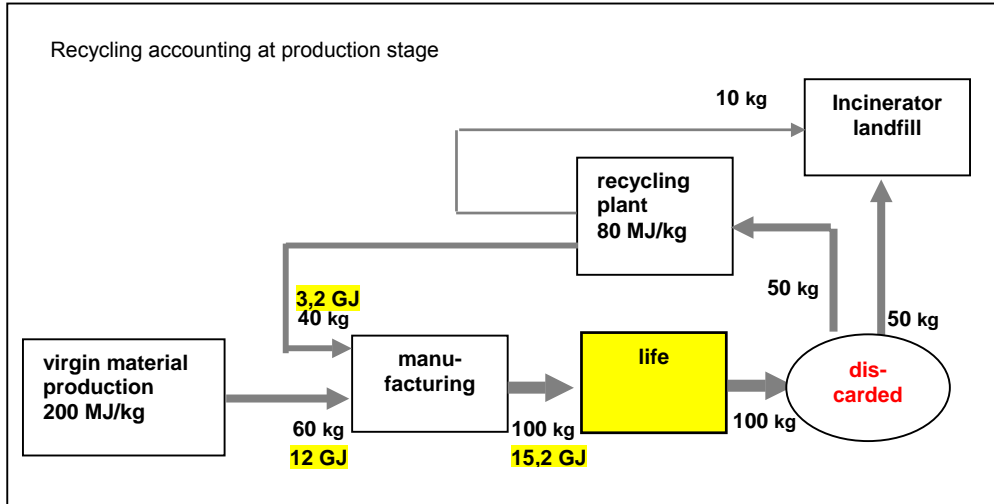 Recycling accounting at production stage
10 kg
Incinerator
landfill
recycling
plant
80 MJ/kg
50 kg
50 kg
3,2 GJ
40 kg
virgin material
production
200 MJ/kg
manu-
facturing
life
dis-
carded
60 kg
12 GJ
100 kg
15,2 GJ
100 kg